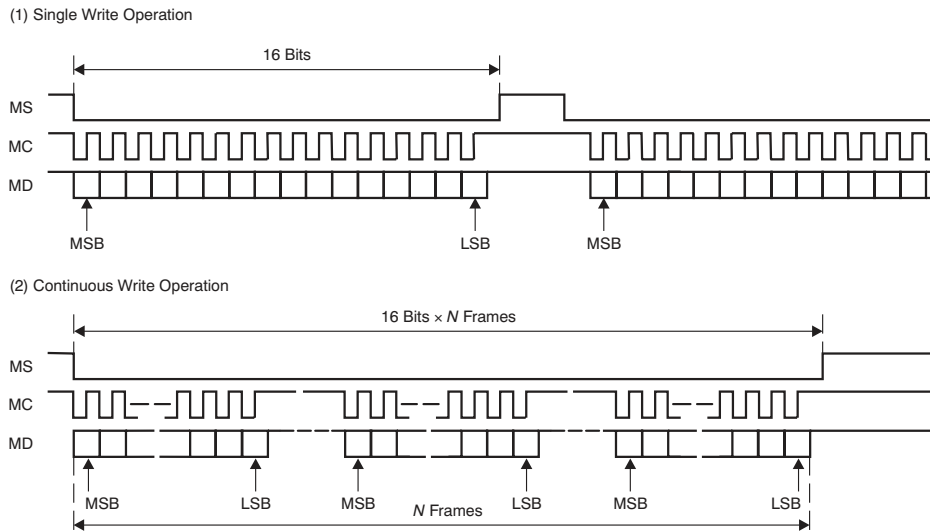 (1) Single Write Operation
16 Bits
MS
MC
MD
MSB LSB MSB
(2) Continuous Write Operation
16 Bits × N Frames
MS
MC
MD
MSB LSB MSB LSB MSB LSB
N Frames